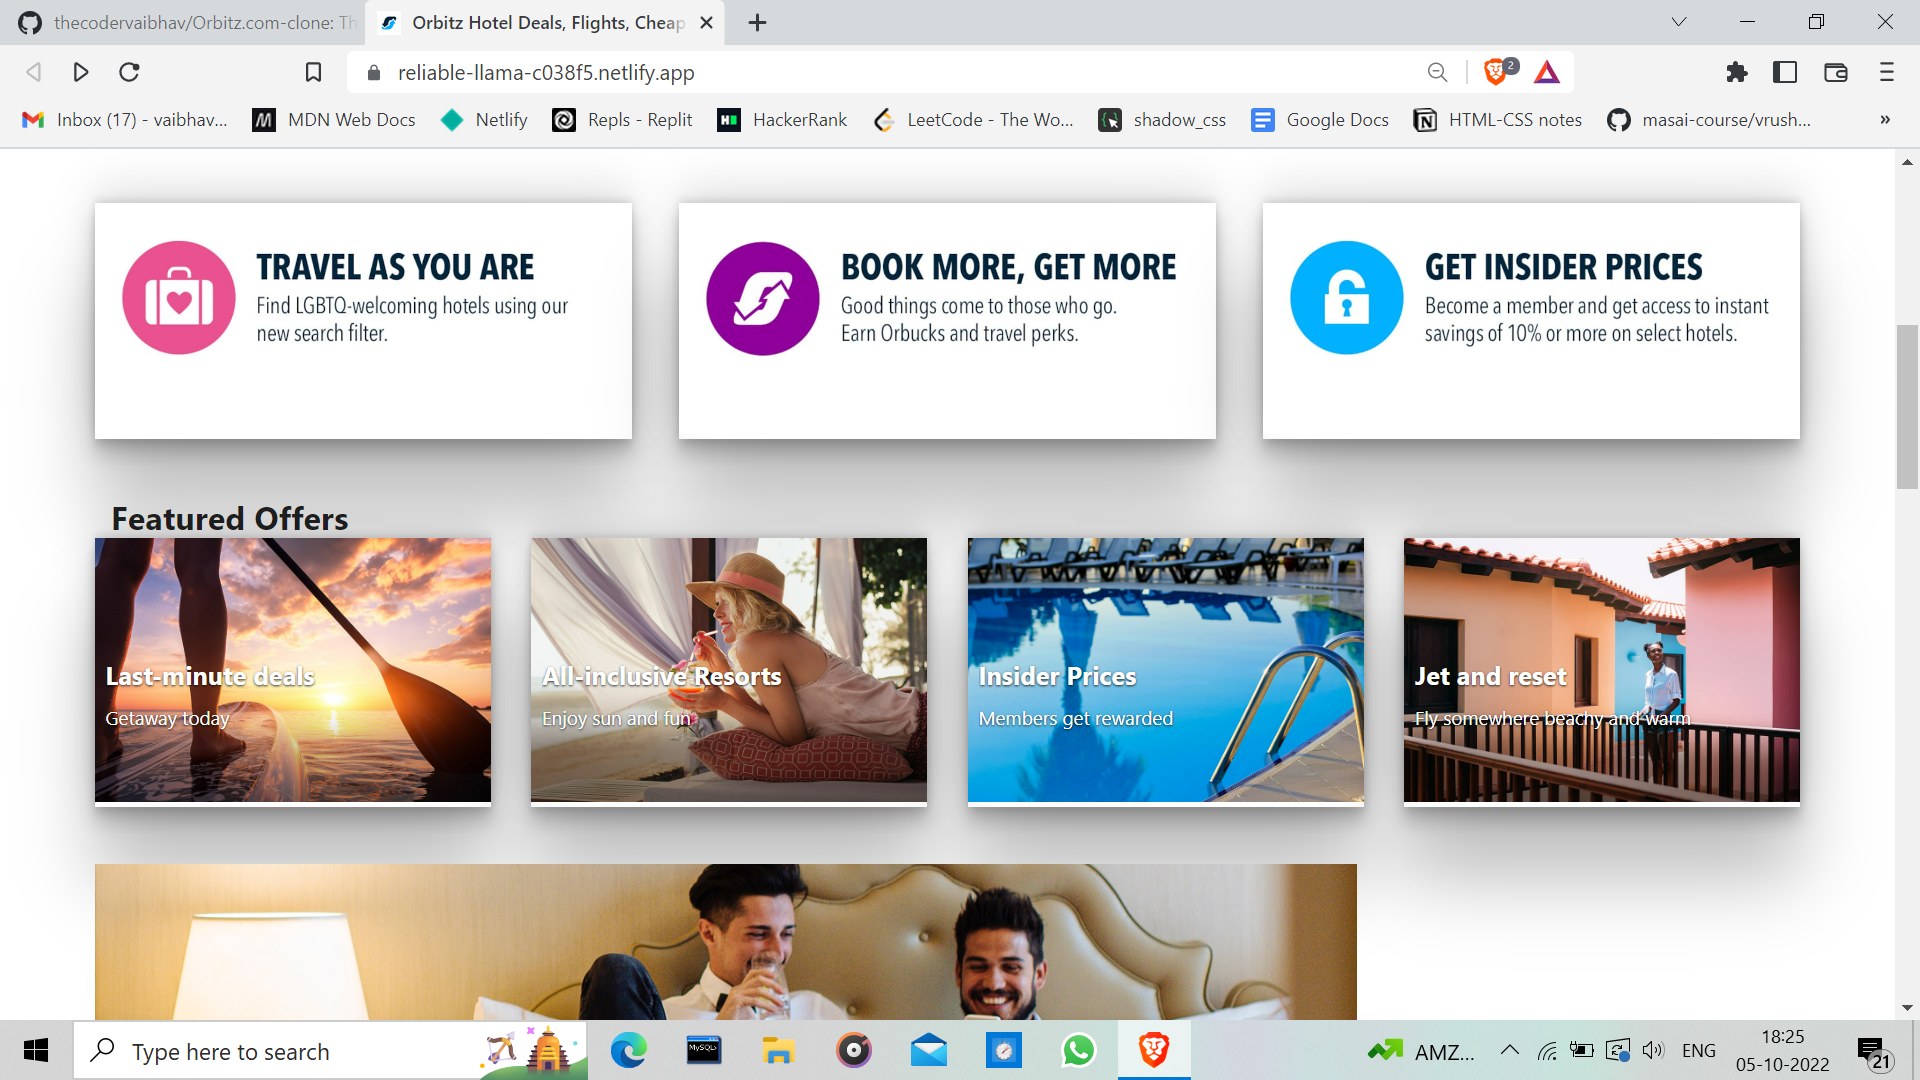 thecodervaibhav/Orbitz.com-clone: Th
Orbitz Hotel Deals, Flights, Cheap
reliable-llama-c038f5.netlify.app
2
Inbox (17) - vaibhav...
MDN Web Docs
Netlify
Repls - Replit
HackerRank
LeetCode - The Wo...
shadow_css
Google Docs
HTML-CSS notes
masai-course/vrush...
»
TRAVEL AS YOU ARE
Find LGBTQ-welcoming hotels using our
new search filter.
BOOK MORE, GET MORE
Good things come to those who go.
Earn Orbucks and travel perks.
GET INSIDER PRICES
Become a member and get access to instant
savings of 10% or more on select hotels.
Featured Offers
Last-minute deals
Getaway today
All-inclusive Resorts
Enjoy sun and fun
Insider Prices
Members get rewarded
Jet and reset
Fly somewhere beachy and warm
Type here to search
MySQL
AMZ...
ENG
18:25
05-10-2022
21